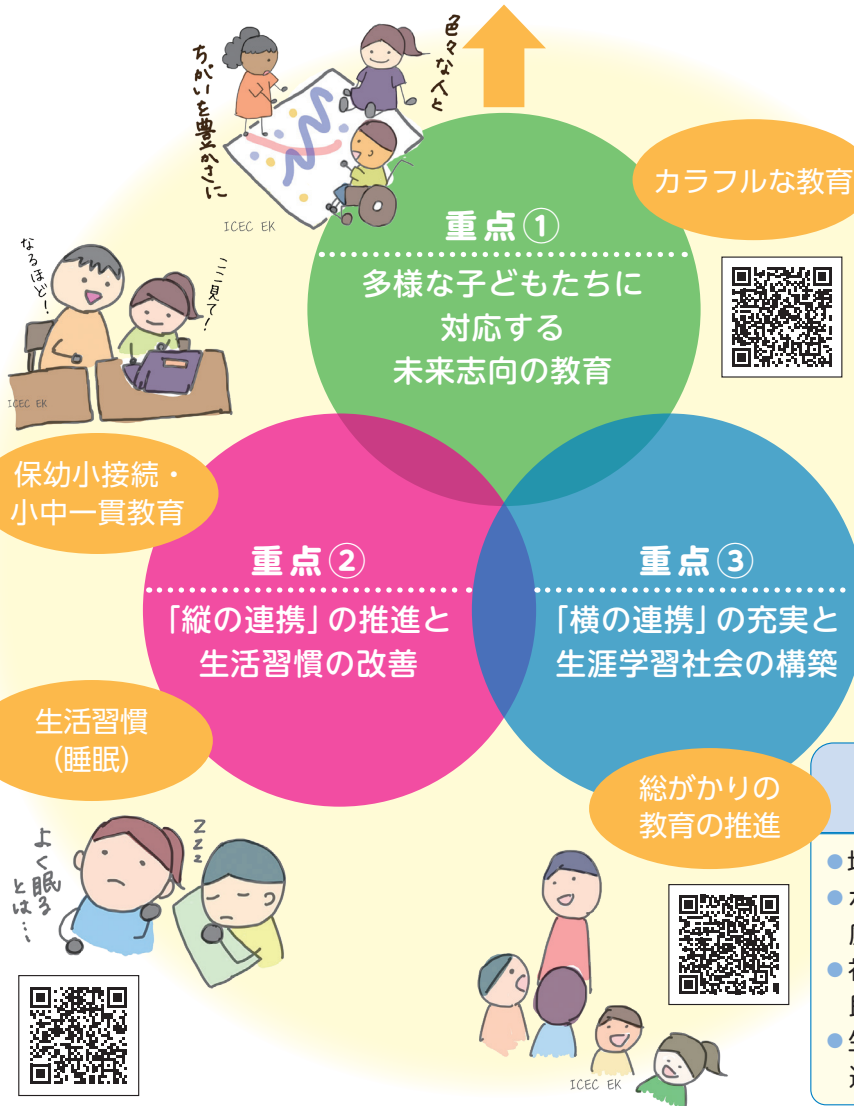 色々な人と
ちがいを豊かさに
ICEC EK
カラフルな教育
重点①
多様な子どもたちに
対応する
未来志向の教育
なるほど!
ここ見て!
ICEC EK
保幼小接続・
小中一貫教育
重点②
「縦の連携」の推進と
生活習慣の改善
重点③
「横の連携」の充実と
生涯学習社会の構築
生活習慣
(睡眠)
総がかりの
教育の推進
よく眠る
とは…
zzz
ICEC EK